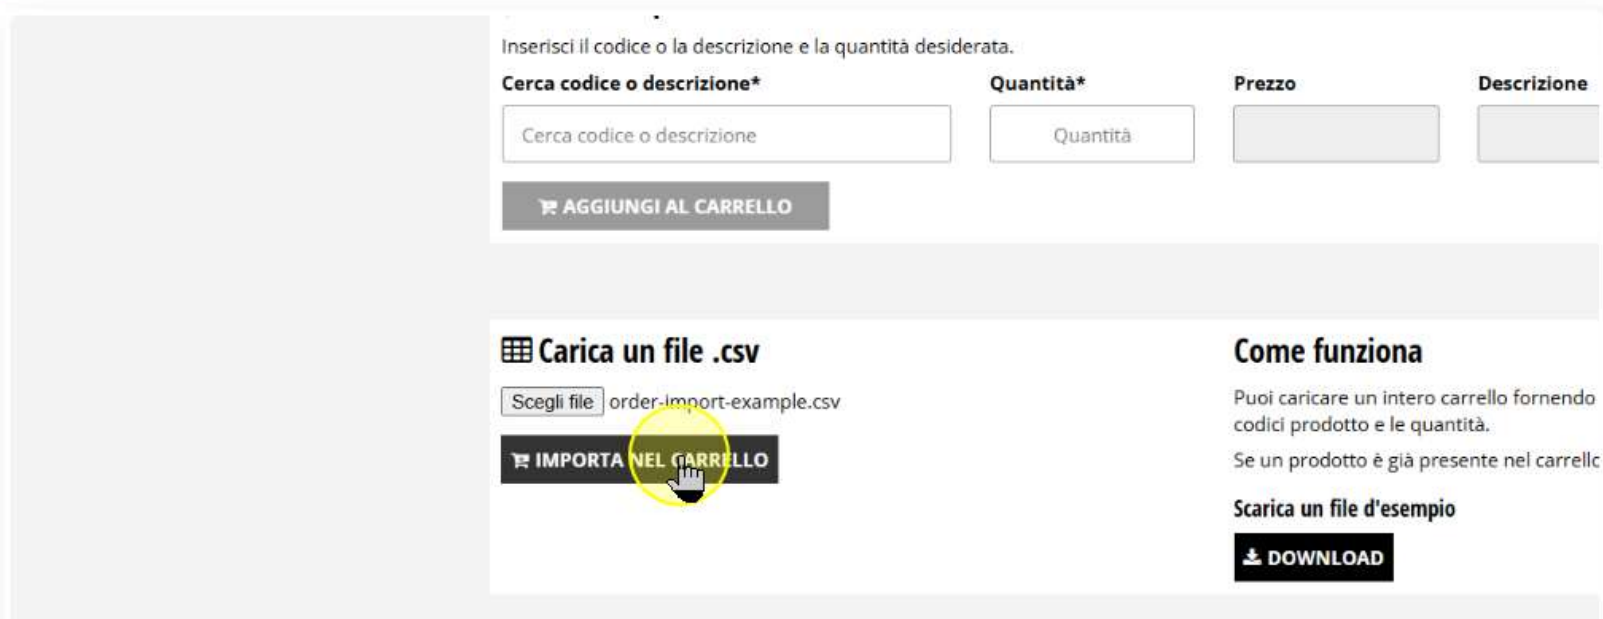 Inserisci il codice o la descrizione e la quantità desiderata.
Cerca codice o descrizione* Quantità* Prezzo Descrizione
Cerca codice o descrizione Quantità
AGGIUNGI AL CARRELLO
Carica un file .csv
Scegli file order-import-example.csv
IMPORTA NEL CARRELLO
Come funziona
Puoi caricare un intero carrello fornendo
codici prodotto e le quantità.
Se un prodotto è già presente nel
Scarica un file d'esempio
DOWNLOAD